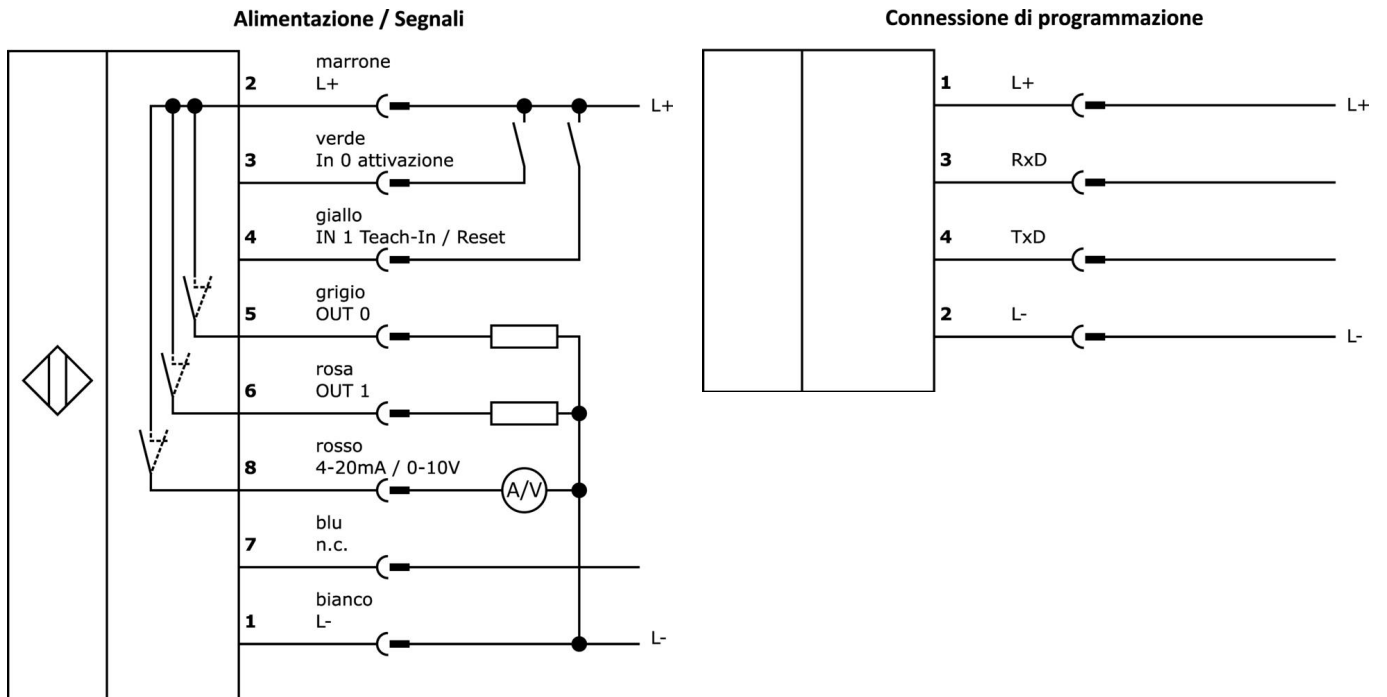 Alimentazione / Segnali
marrone
2 L+
L+
verde
3 In 0 attivazione
giallo
4 IN 1 Teach-In / Reset
grigio
5 OUT 0
rosa
6 OUT 1
rosso
8 4-20mA / 0-10V
A/V
blu
7 n.c.
bianco
1 L-
L-
Connessione di programmazione
1 L+
L+
3 RxD
4 TxD
2 L-
L-